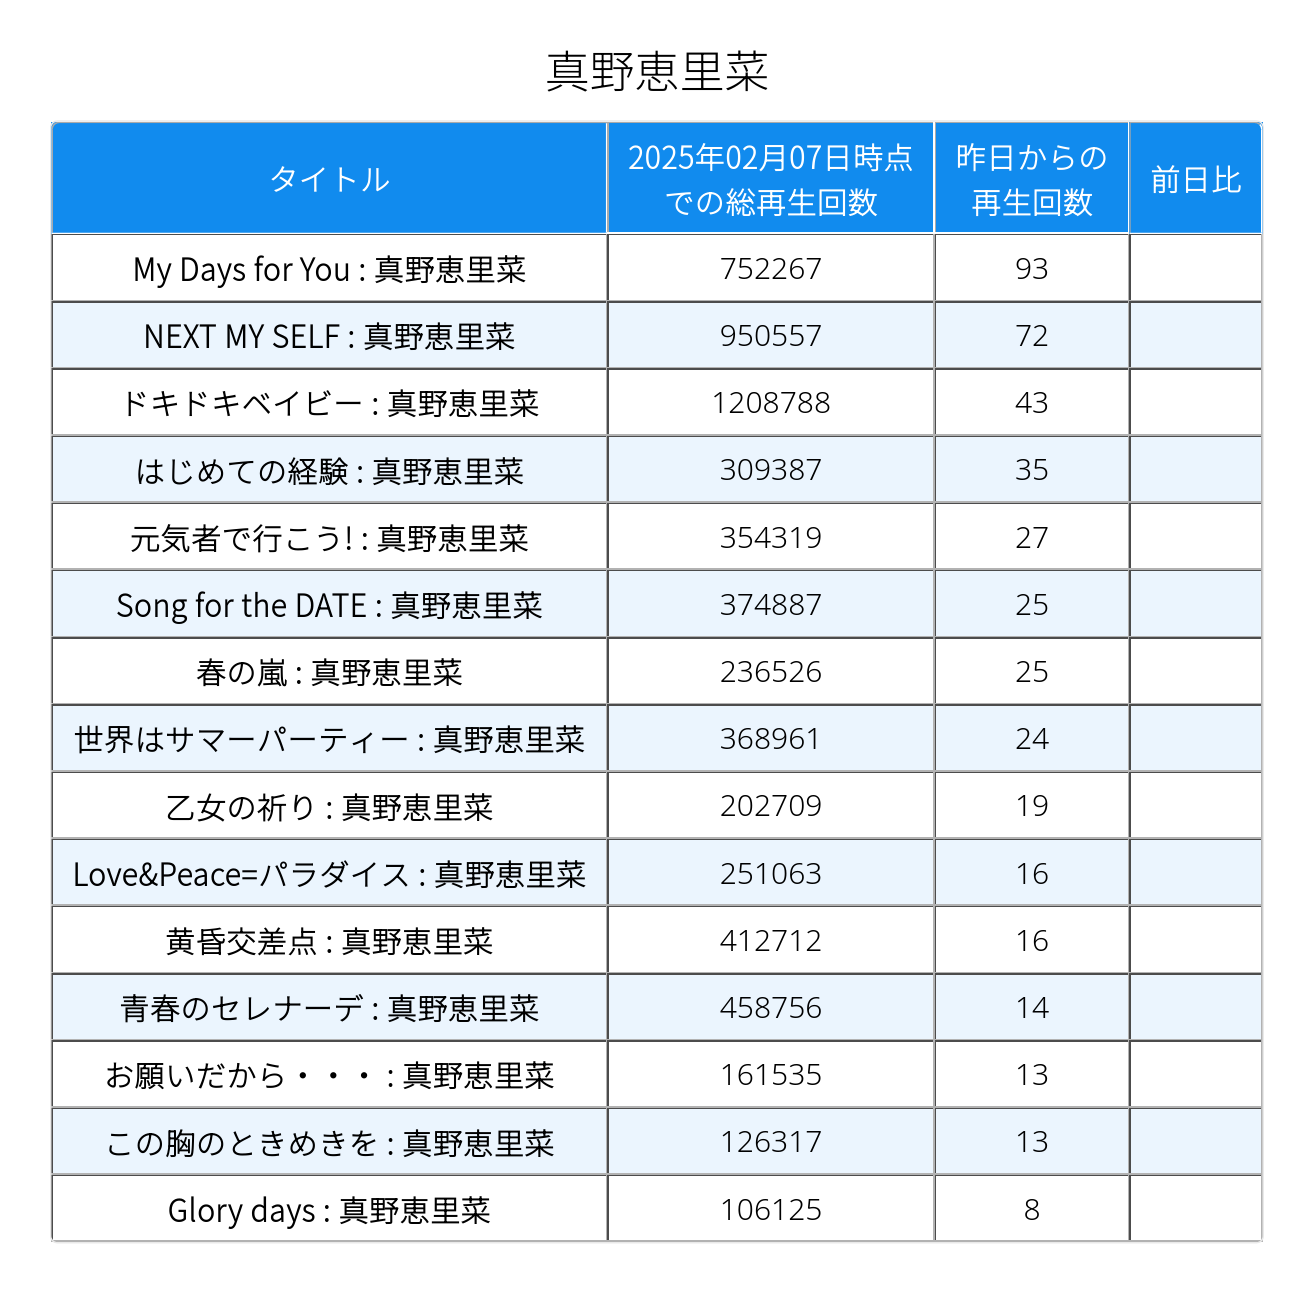 真野恵里菜
タイトル
2025年02月07日時点
での総再生回数
昨日からの
再生回数
前日比
My Days for You : 真野恵里菜 752267 93
NEXT MY SELF : 真野恵里菜 950557 72
ドキドキベイビー : 真野恵里菜 1208788 43
はじめての経験 : 真野恵里菜 309387 35
元気者で行こう! : 真野恵里菜 354319 27
Song for the DATE : 真野恵里菜 374887 25
春の嵐 : 真野恵里菜 236526 25
世界はサマーパーティー : 真野恵里菜 368961 24
乙女の祈り : 真野恵里菜 202709 19
Love&Peace=パラダイス : 真野恵里菜 251063 16
黄昏交差点 : 真野恵里菜 412712 16
青春のセレナーデ : 真野恵里菜 458756 14
お願いだから・・・ : 真野恵里菜 161535 13
この胸のときめきを : 真野恵里菜 126317 13
Glory days : 真野恵里菜 106125 8